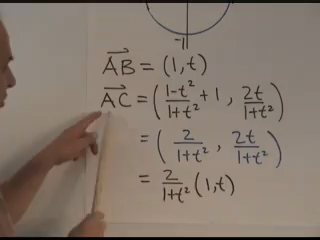 -1
AB = (1, t)
AC = ( (1-t²)/(1+t²) + 1 , 2t/(1+t²) )
= ( 2/(1+t²) , 2t/(1+t²) )
= 2/(1+t²) (1, t)